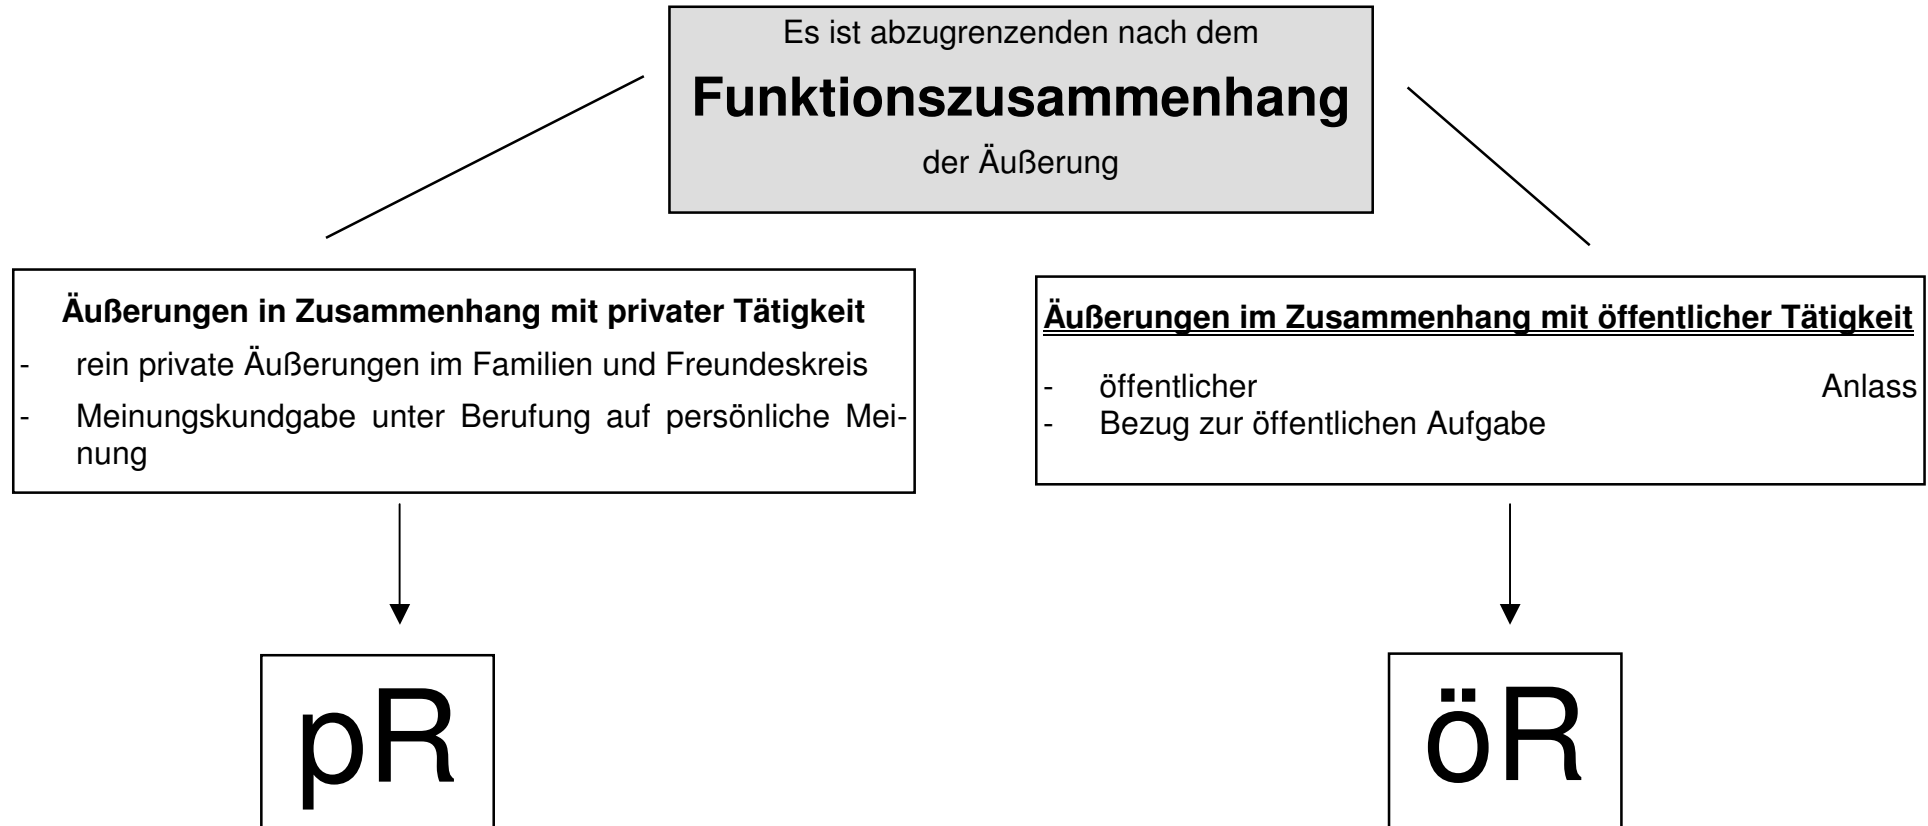 Es ist abzugrenzenden nach dem
Funktionszusammenhang
der Äußerung
Äußerungen in Zusammenhang mit privater Tätigkeit
- rein private Äußerungen im Familien und Freundeskreis
- Meinungskundgabe unter Berufung auf persönliche Mei-
nung
Äußerungen im Zusammenhang mit öffentlicher Tätigkeit
- öffentlicher Anlass
- Bezug zur öffentlichen Aufgabe
pR
öR